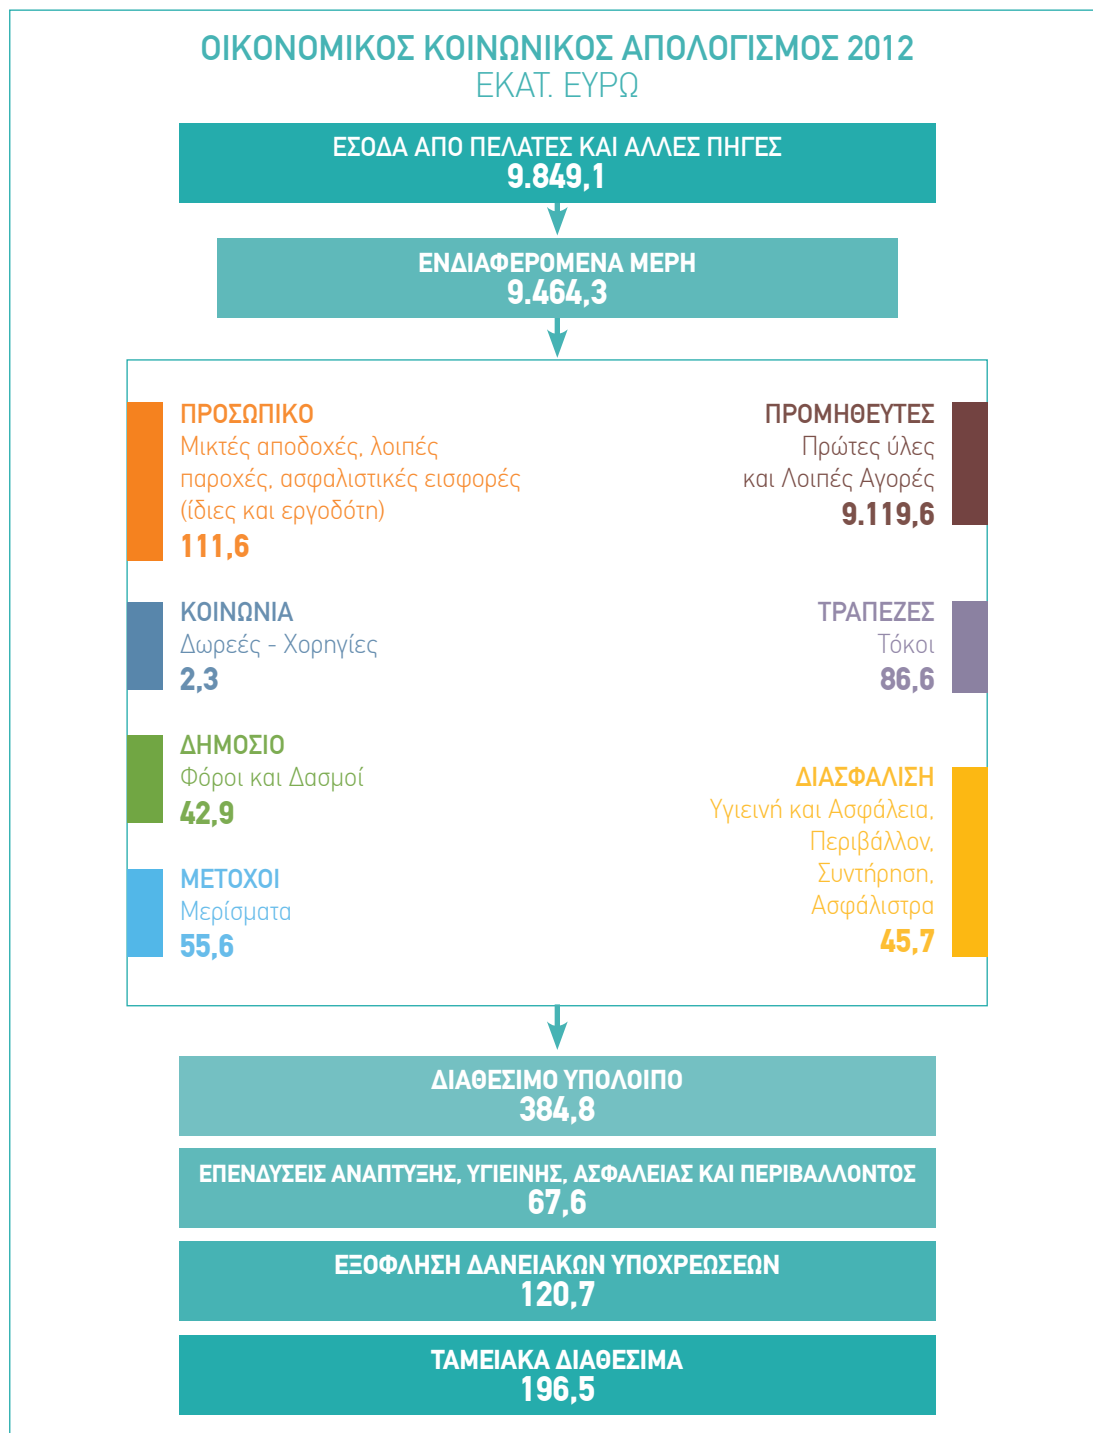 ΟΙΚΟΝΟΜΙΚΟΣ ΚΟΙΝΩΝΙΚΟΣ ΑΠΟΛΟΓΙΣΜΟΣ 2012
ΕΚΑΤ. ΕΥΡΩ
ΕΣΟΔΑ ΑΠΟ ΠΕΛΑΤΕΣ ΚΑΙ ΑΛΛΕΣ ΠΗΓΕΣ
9.849,1
ΕΝΔΙΑΦΕΡΟΜΕΝΑ ΜΕΡΗ
9.464,3
ΠΡΟΣΩΠΙΚΟ
Μικτές αποδοχές, λοιπές
παροχές, ασφαλιστικές εισφορές
(ίδιες και εργοδότη)
111,6
ΚΟΙΝΩΝΙΑ
Δωρεές - Χορηγίες
2,3
ΔΗΜΟΣΙΟ
Φόροι και Δασμοί
42,9
ΜΕΤΟΧΟΙ
Μερίσματα
55,6
ΠΡΟΜΗΘΕΥΤΕΣ
Πρώτες ύλες
και Λοιπές Αγορές
9.119,6
ΤΡΑΠΕΖΕΣ
Τόκοι
86,6
ΔΙΑΣΦΑΛΙΣΗ
Υγιεινή και Ασφάλεια,
Περιβάλλον,
Συντήρηση,
Ασφάλιστρα
45,7
ΔΙΑΘΕΣΙΜΟ ΥΠΟΛΟΙΠΟ
384,8
ΕΠΕΝΔΥΣΕΙΣ ΑΝΑΠΤΥΞΗΣ, ΥΓΙΕΙΝΗΣ, ΑΣΦΑΛΕΙΑΣ ΚΑΙ ΠΕΡΙΒΑΛΛΟΝΤΟΣ
67,6
ΕΞΟΦΛΗΣΗ ΔΑΝΕΙΑΚΩΝ ΥΠΟΧΡΕΩΣΕΩΝ
120,7
ΤΑΜΕΙΑΚΑ ΔΙΑΘΕΣΙΜΑ
196,5